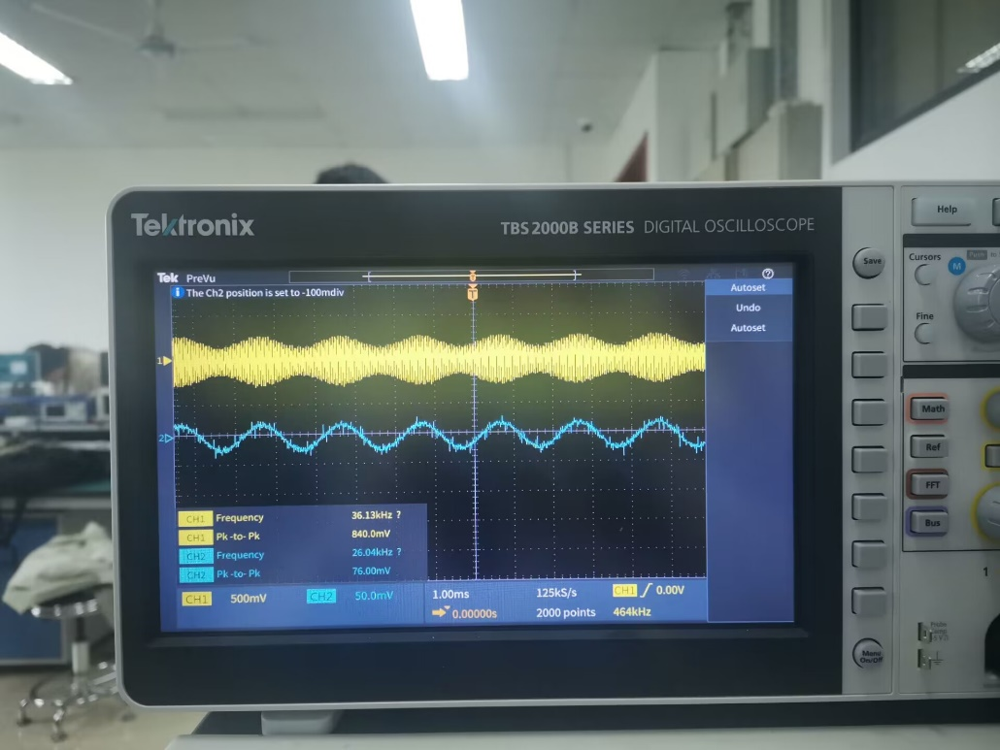 Tektronix
TBS 2000B SERIES DIGITAL OSCILLOSCOPE
Help
Save
Cursors
M
Fine
Tek PreVu
T
?
i The Ch2 position is set to -100mdiv
T
Autoset
Undo
Autoset
1
2
CH1 Frequency 36.13kHz ?
CH1 Pk-to-Pk 840.0mV
CH2 Frequency 26.04kHz ?
CH2 Pk-to-Pk 76.00mV
CH1 500mV CH2 50.0mV
1.00ms 125kS/s CH1 0.00V
0.00000s 2000 points 464kHz
Math
Ref
FFT
Bus
1
Menu
On/Off